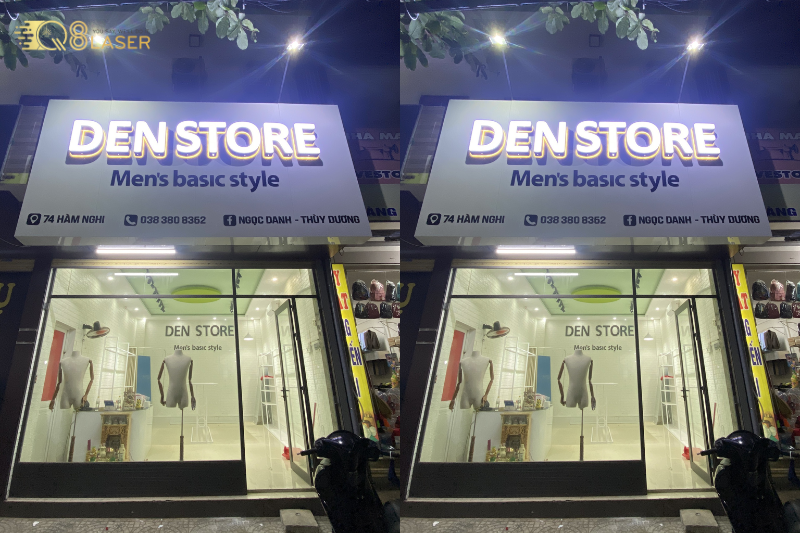 Q8LASER
DEN STORE
Men's basic style
74 HÀM NGHI
038 380 8362
NGỌC DANH - THÙY DƯƠNG
DEN STORE
Men's basic style
DEN STORE
Men's basic style
74 HÀM NGHI
038 380 8362
NGỌC DANH - THÙY DƯƠNG
DEN STORE
Men's basic style